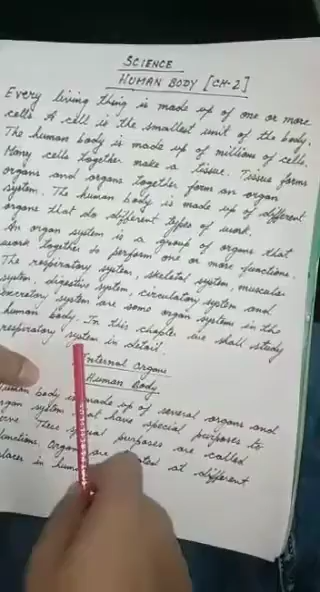 SCIENCE
HUMAN BODY [CH-2]
Every living thing is made up of one or more
cells A cell is the smallest unit of the body.
The human body is made up of millions of cells.
Many cells together make a tissue. Tissue forms
organs and organs together form an organ
system. The human body is made up of different
organs that do different types of work.
An organ system is a group of organs that
work together to perform one or more functions.
The respiratory system, skeletal system, muscular
system, digestive system, circulatory system and
excretory system are some organ system in the
human body. In this chapter we shall study
respiratory system in detail.
Internal Organs
Human Body
Human body is made up of several organs and
organ system that have special purposes to
serve. These purposes are called
functions. Organs are at different
places in